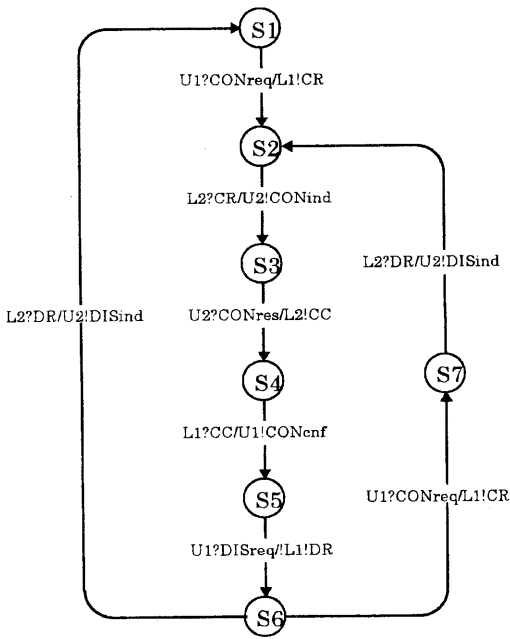 S1
U1?CONreq/L1!CR
S2
L2?CR/U2!CONind
S3
L2?DR/U2!DISind
L2?DR/U2!DISind
U2?CONres/L2!CC
S4
S7
L1?CC/U1!CONcnf
S5
U1?CONreq/L1!CR
U1?DISreq/!L1!DR
S6